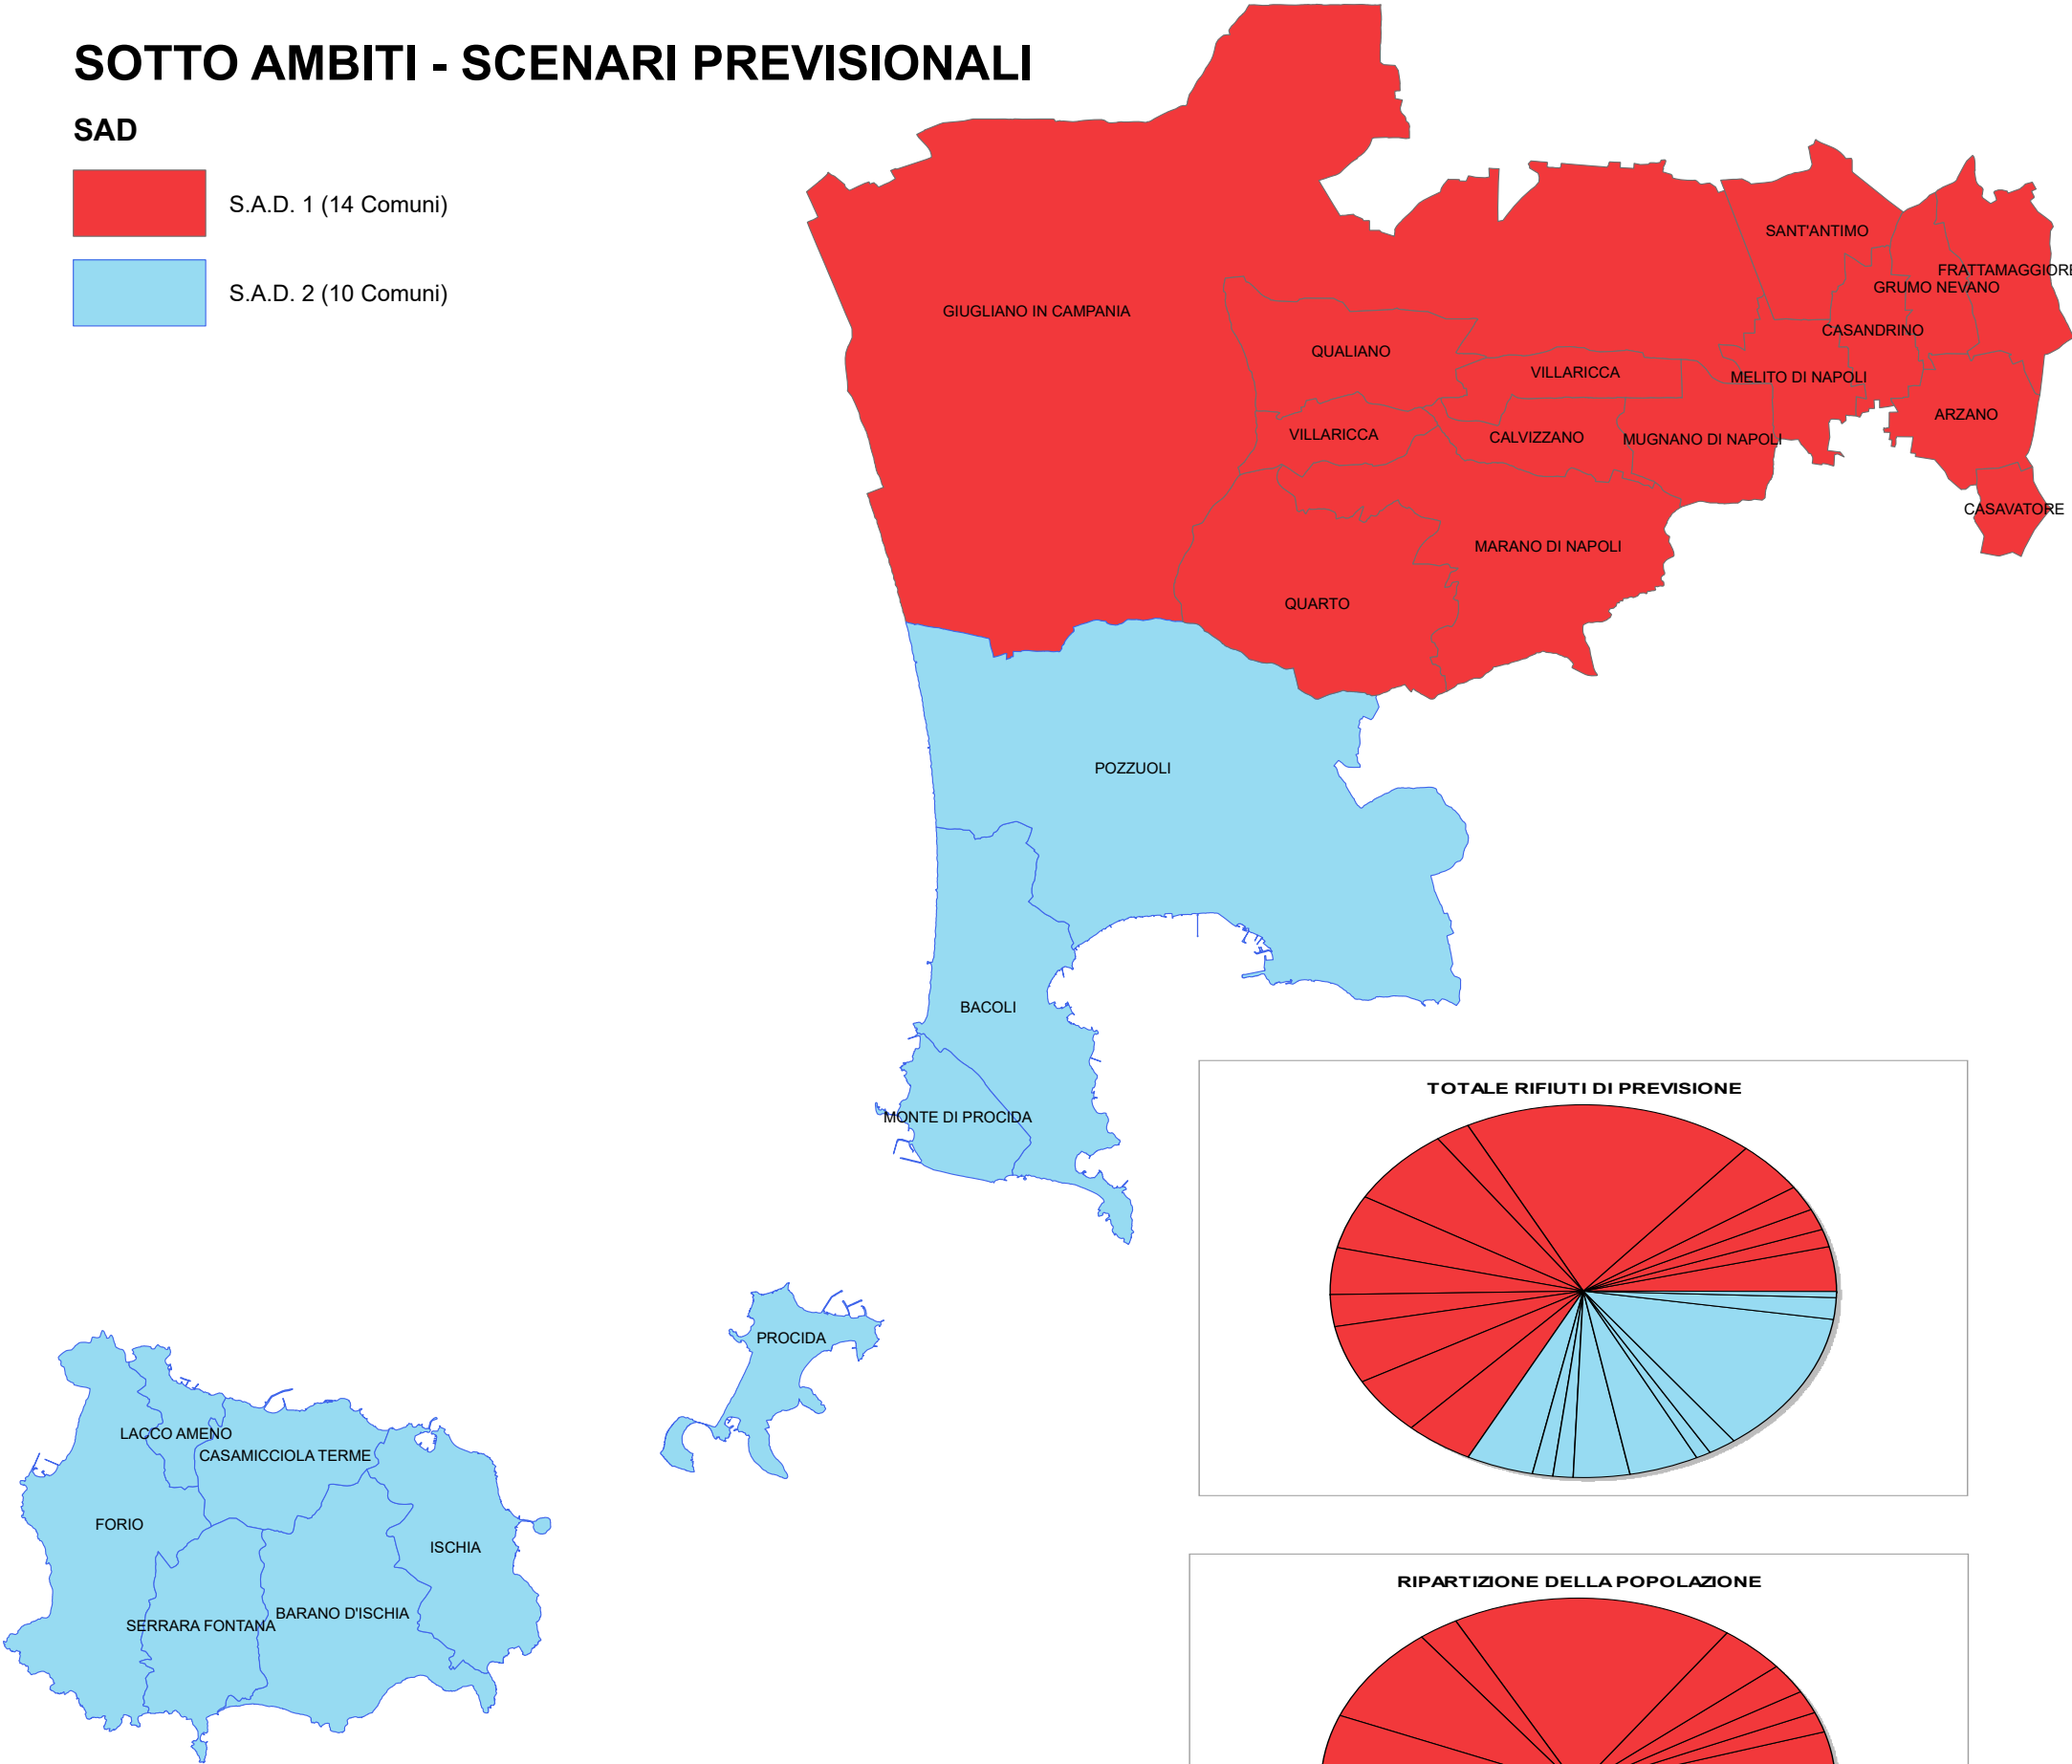 SOTTO AMBITI - SCENARI PREVISIONALI
SAD
S.A.D. 1 (14 Comuni)
S.A.D. 2 (10 Comuni)
SANT'ANTIMO
FRATTAMAGGIORE
GRUMO NEVANO
GIUGLIANO IN CAMPANIA
CASANDRINO
QUALIANO
VILLARICCA
MELITO DI NAPOLI
ARZANO
VILLARICCA
CALVIZZANO
MUGNANO DI NAPOLI
CASAVATORE
MARANO DI NAPOLI
QUARTO
POZZUOLI
BACOLI
MONTE DI PROCIDA
TOTALE RIFIUTI DI PREVISIONE
PROCIDA
LACCO AMENO
CASAMICCIOLA TERME
FORIO
ISCHIA
BARANO D'ISCHIA
SERRARA FONTANA
RIPARTIZIONE DELLA POPOLAZIONE